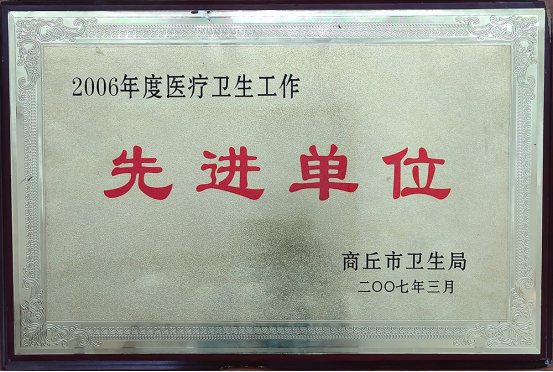 2006年度医疗卫生工作
先进单位
商丘市卫生局
二〇〇七年三月